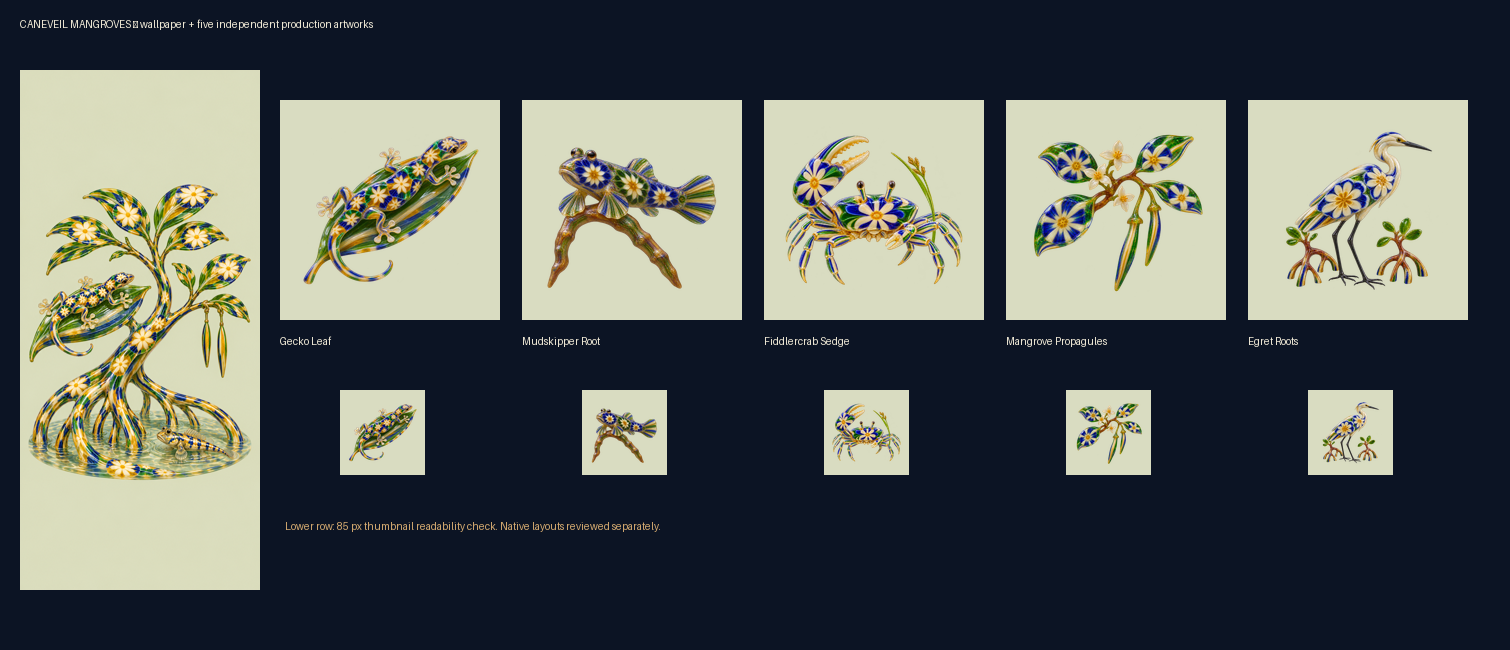 CANEVEIL MANGROVES□wallpaper + five independent production artworks
Gecko Leaf
Mudskipper Root
Fiddlercrab Sedge
Mangrove Propagules
Egret Roots
Lower row: 85 px thumbnail readability check. Native layouts reviewed separately.